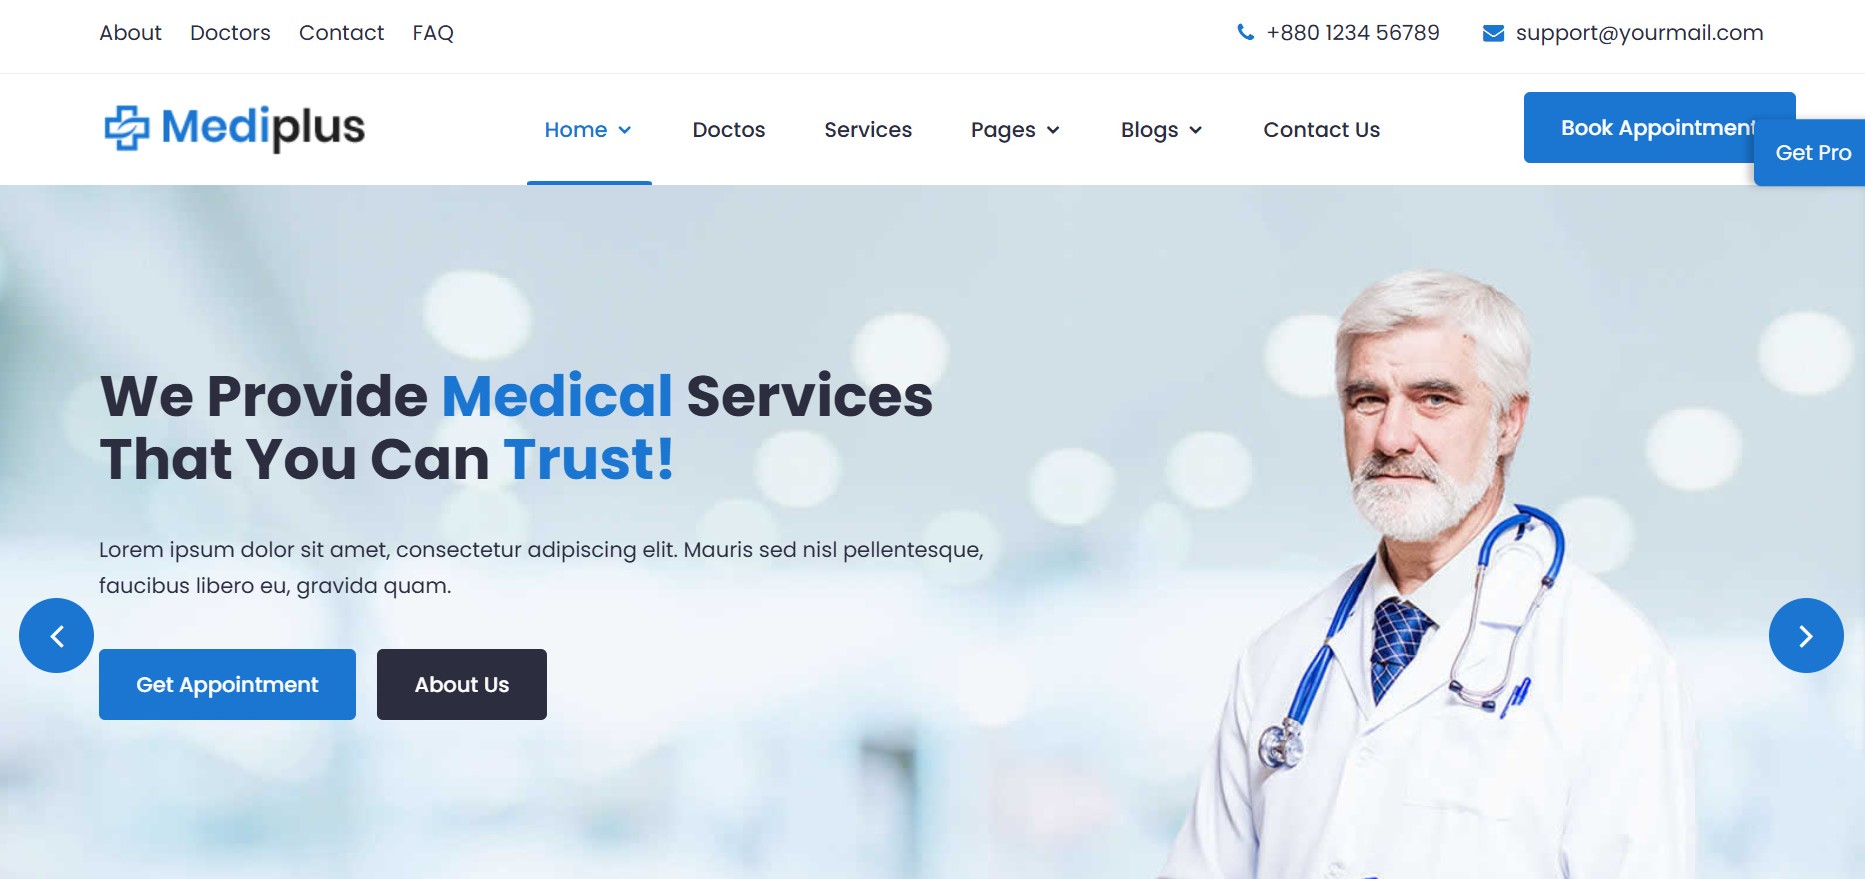 About Doctors Contact FAQ +880 1234 56789 support@yourmail.com
Mediplus Home Doctos Services Pages Blogs Contact Us Book Appointment
Get Pro
We Provide Medical Services
That You Can Trust!
Lorem ipsum dolor sit amet, consectetur adipiscing elit. Mauris sed nisl pellentesque,
faucibus libero eu, gravida quam.
Get Appointment About Us